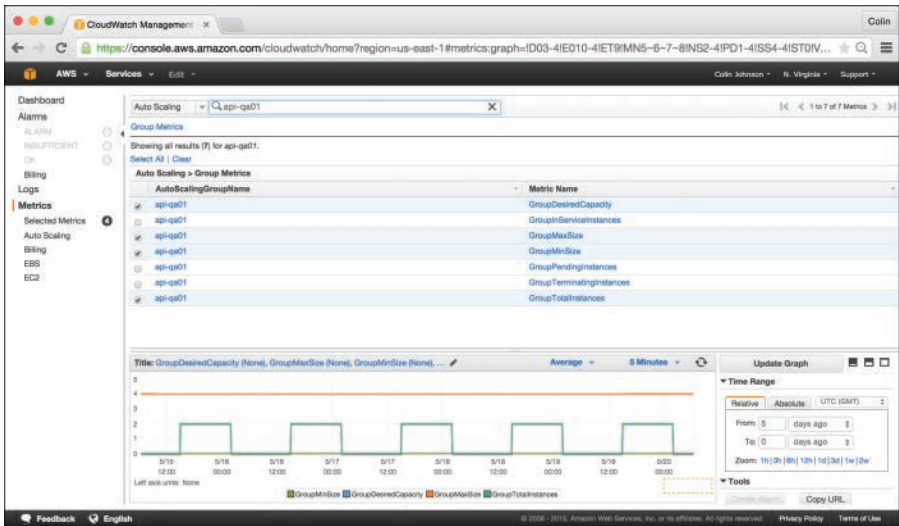 CloudWatch Management
Colin
https://console.aws.amazon.com/cloudwatch/home?region=us-east-1#metrics:graph=!D03-4!E010-4!ET9!MN5~6~7~8!NS2-4!PD1-4!SS4-4!ST0!V...
AWS Services Edit
Colin Johnson N. Virginia Support
Dashboard
Alarms
ALARM
INSUFFICIENT
OK
Billing
Logs
Metrics
Selected Metrics 4
Auto Scaling
Billing
EBS
EC2
Auto Scaling api-qa01
1 to 7 of 7 Metrics
Group Metrics
Showing all results (7) for api-qa01.
Select All | Clear
Auto Scaling > Group Metrics
AutoScalingGroupName Metric Name
api-qa01 GroupDesiredCapacity
api-qa01 GroupInServiceInstances
api-qa01 GroupMaxSize
api-qa01 GroupMinSize
api-qa01 GroupPendingInstances
api-qa01 GroupTerminatingInstances
api-qa01 GroupTotalInstances
Title: GroupDesiredCapacity (None), GroupMaxSize (None), GroupMinSize (None), ...
Average 5 Minutes
5
4
3
2
1
0
5/15 5/16 5/16 5/17 5/17 5/18 5/18 5/19 5/19 5/20
12:00 00:00 12:00 00:00 12:00 00:00 12:00 00:00 12:00 00:00
Left axis units: None
GroupMinSize GroupDesiredCapacity GroupMaxSize GroupTotalInstances
Update Graph
Time Range
Relative Absolute UTC (GMT)
From: 5 days ago
To: 0 days ago
Zoom: 1h | 3h | 6h | 12h | 1d | 3d | 1w | 2w
Tools
Create Alarm Copy URL
Feedback English
© 2008 - 2015, Amazon Web Services, Inc. or its affiliates. All rights reserved. Privacy Policy Terms of Use